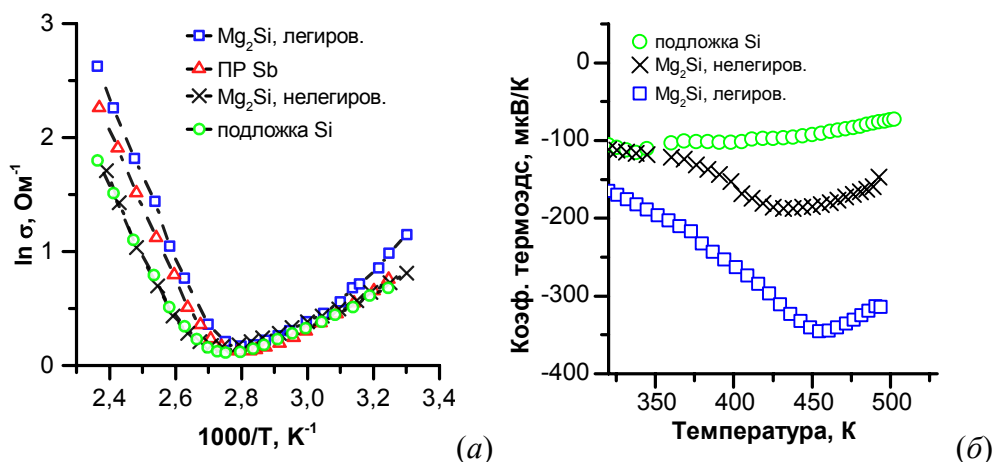 3
2
1
0
ln σ, Ом⁻¹
Mg₂Si, легиров.
ПР Sb
Mg₂Si, нелегиров.
подложка Si
2,4 2,6 2,8 3,0 3,2 3,4
1000/T, K⁻¹
(а)
0
-100
-200
-300
-400
Коэф. термоэдс, мкВ/К
подложка Si
Mg₂Si, нелегиров.
Mg₂Si, легиров.
350 400 450 500
Температура, К
(б)